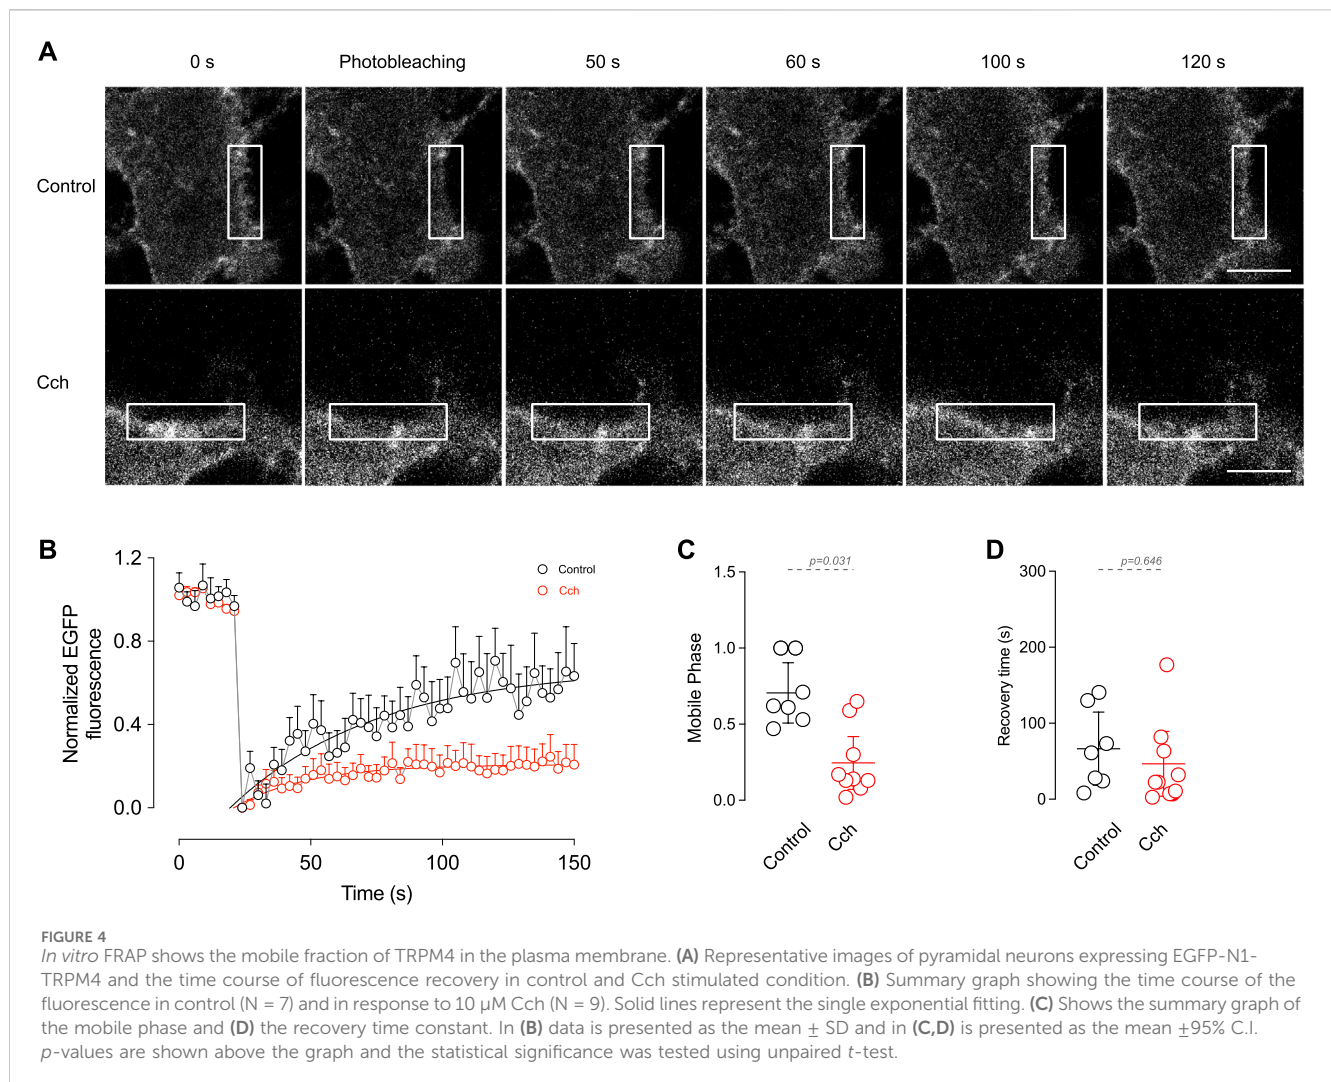 A
0 s Photobleaching 50 s 60 s 100 s 120 s
Control
Cch
B
Normalized EGFP
fluorescence
1.2
0.8
0.4
0.0
0 50 100 150
Time (s)
Control
Cch
C
p=0.031
Mobile Phase
1.5
1.0
0.5
0.0
Control
Cch
D
p=0.646
Recovery time (s)
300
200
100
0
Control
Cch
FIGURE 4
In vitro FRAP shows the mobile fraction of TRPM4 in the plasma membrane. (A) Representative images of pyramidal neurons expressing EGFP-N1-
TRPM4 and the time course of fluorescence recovery in control and Cch stimulated condition. (B) Summary graph showing the time course of the
fluorescence in control (N = 7) and in response to 10 µM Cch (N = 9). Solid lines represent the single exponential fitting. (C) Shows the summary graph of
the mobile phase and (D) the recovery time constant. In (B) data is presented as the mean ± SD and in (C,D) is presented as the mean ±95% C.I.
p-values are shown above the graph and the statistical significance was tested using unpaired t-test.